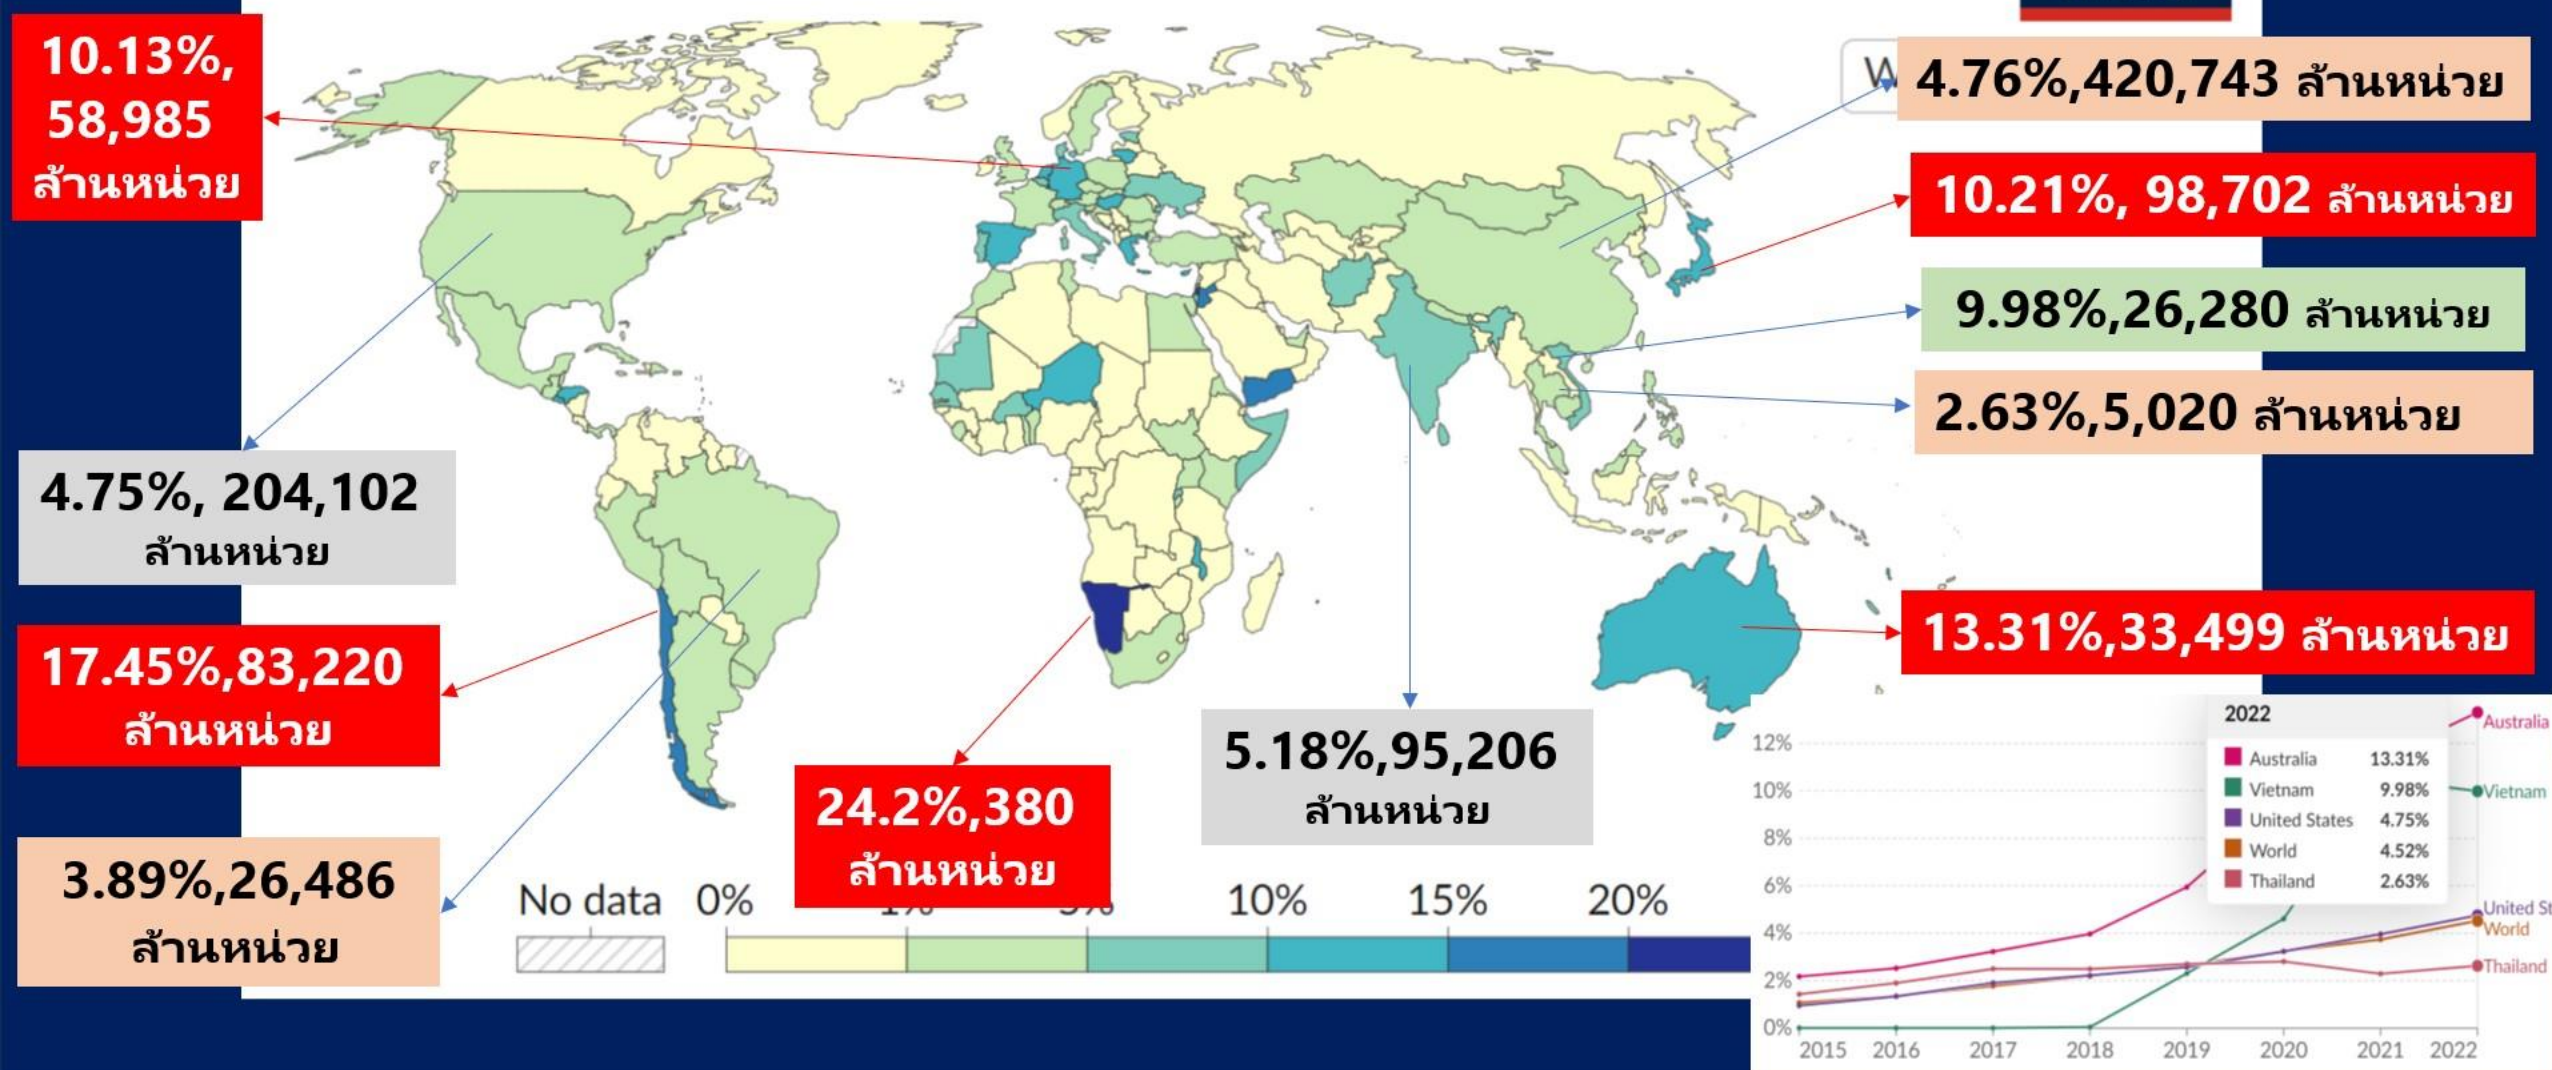 10.13%,
58,985
ล้านหน่วย
W
4.76%,420,743 ล้านหน่วย
10.21%, 98,702 ล้านหน่วย
9.98%,26,280 ล้านหน่วย
2.63%,5,020 ล้านหน่วย
4.75%, 204,102
ล้านหน่วย
17.45%,83,220
ล้านหน่วย
13.31%,33,499 ล้านหน่วย
3.89%,26,486
ล้านหน่วย
24.2%,380
ล้านหน่วย
5.18%,95,206
ล้านหน่วย
No data 0% 10% 15% 20%
2022
Australia 13.31%
Vietnam 9.98%
United States 4.75%
World 4.52%
Thailand 2.63%
12%
10%
8%
6%
4%
2%
0%
Australia
Vietnam
United St
World
Thailand
2015 2016 2017 2018 2019 2020 2021 2022